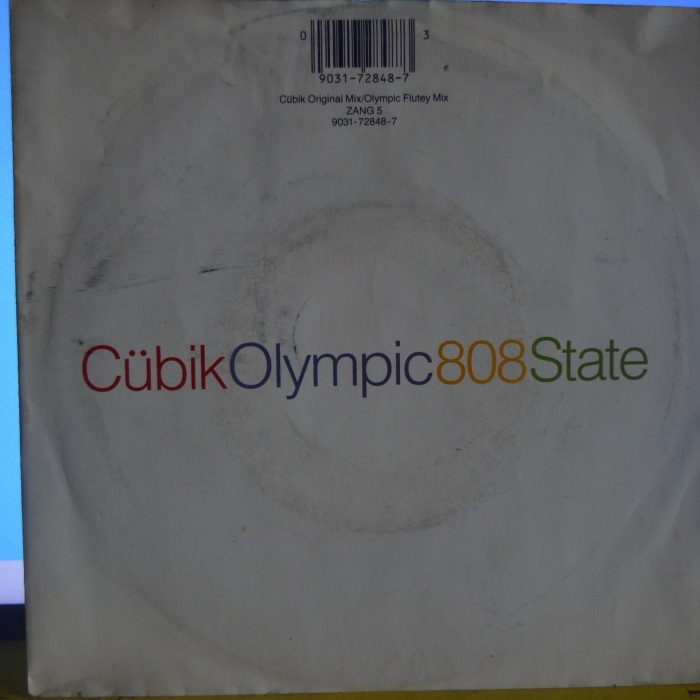 0 3
9031-72848-7
Cübik Original Mix/Olympic Flutey Mix
ZANG 5
9031-72848-7
CübikOlympic808State